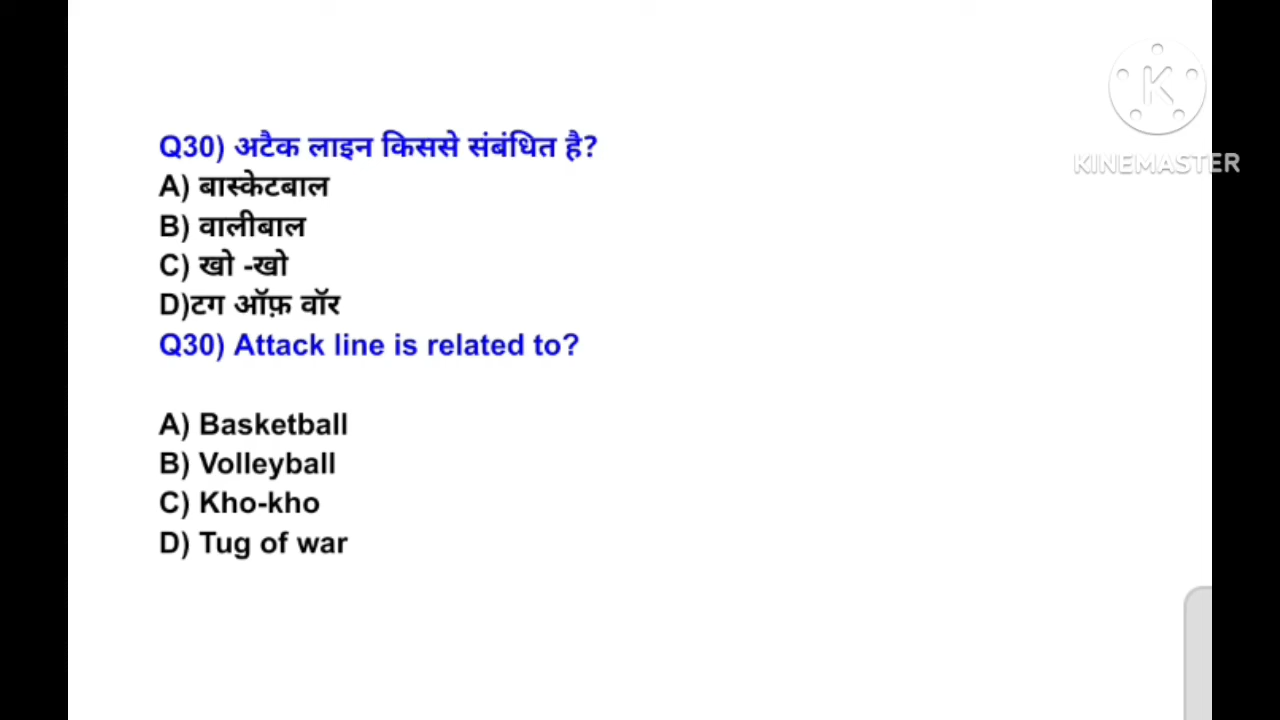 Q30) अटैक लाइन किससे संबंधित है?
A) बास्केटबाल
B) वालीबाल
C) खो -खो
D)टग ऑफ़ वॉर
Q30) Attack line is related to?
A) Basketball
B) Volleyball
C) Kho-kho
D) Tug of war
K
KINEMASTER